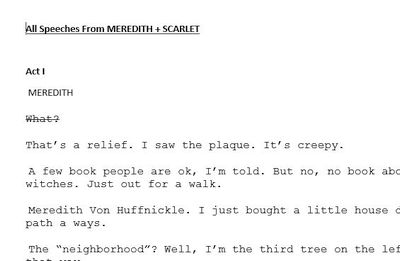 All Speeches From MEREDITH + SCARLET
Act I
MEREDITH
What?
That's a relief. I saw the plaque. It's creepy.
A few book people are ok, I'm told. But no, no book
witches. Just out for a walk.
Meredith Von Huffnickle. I just bought a little house
path a ways.
The “neighborhood”? Well, I'm the third tree on the
that way